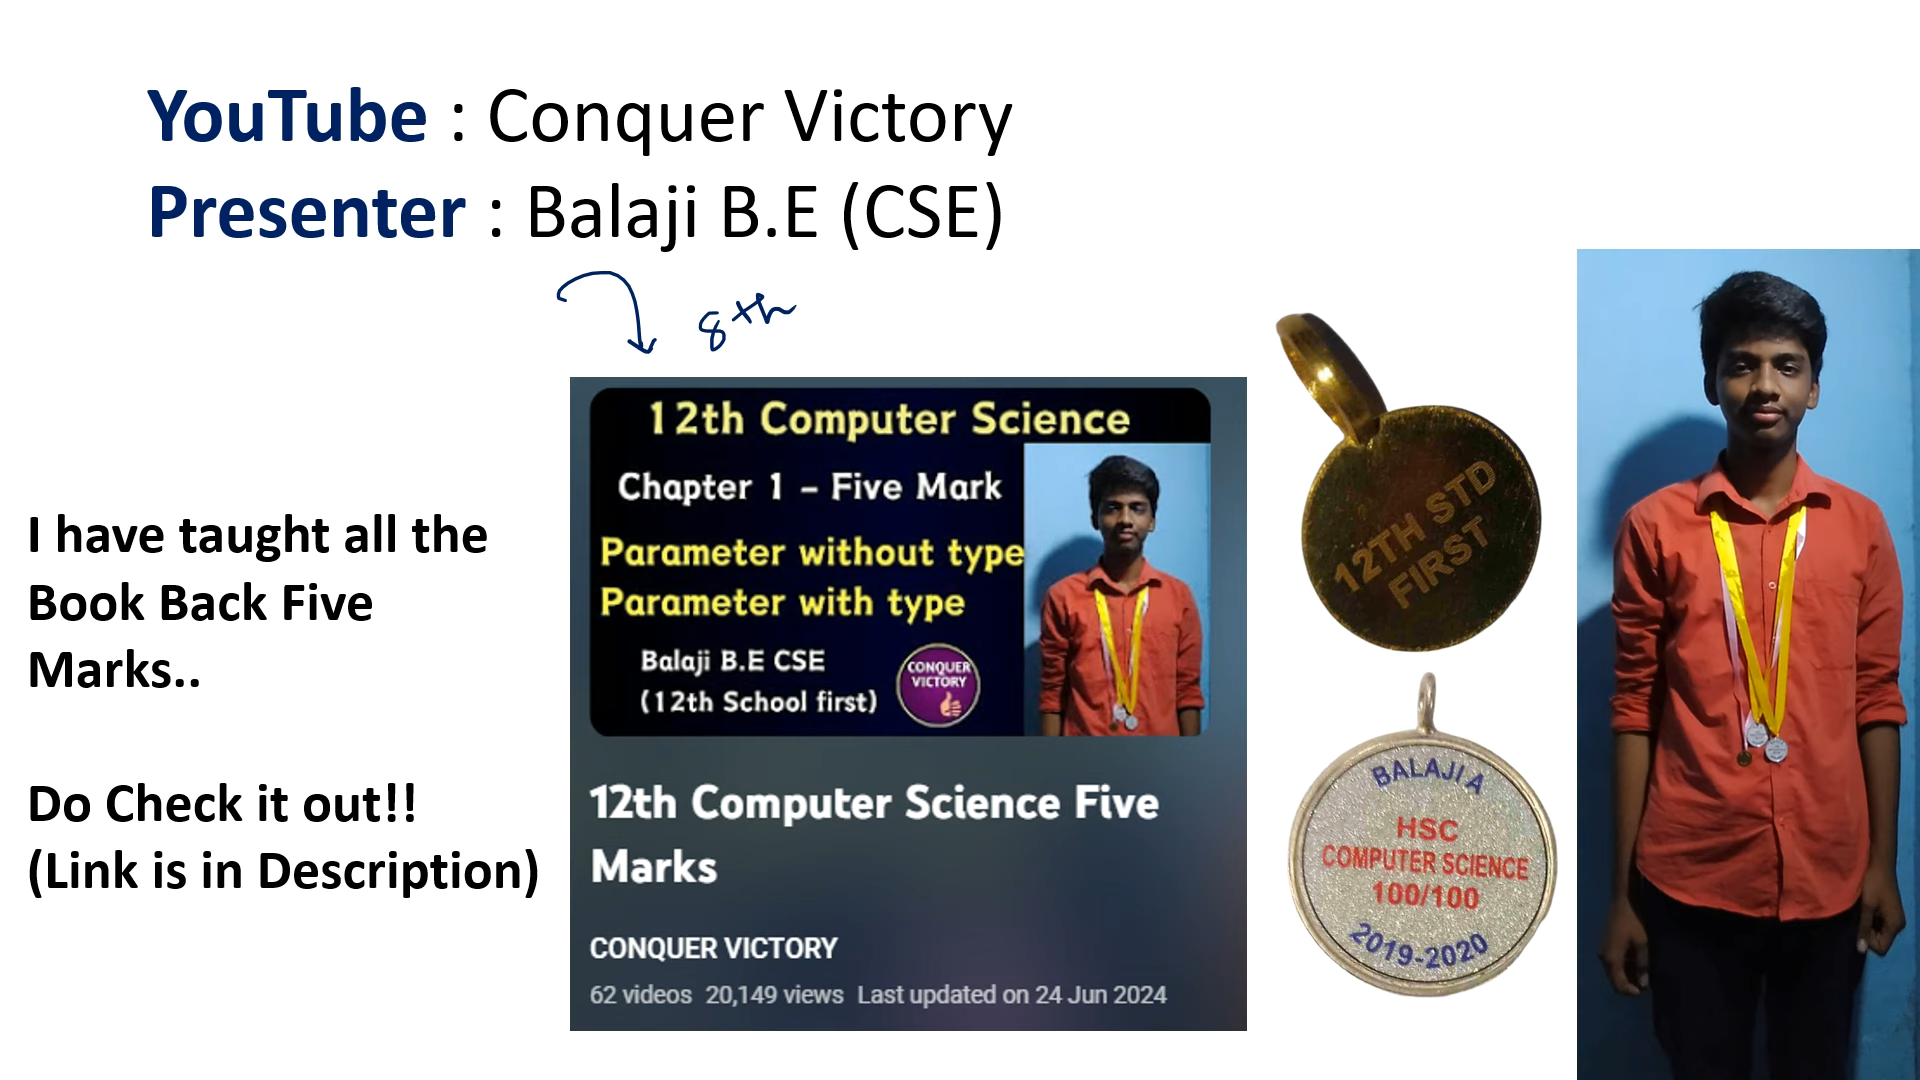 YouTube : Conquer Victory
Presenter : Balaji B.E (CSE)
8th
I have taught all the
Book Back Five
Marks..
Do Check it out!!
(Link is in Description)
12th Computer Science
Chapter 1 – Five Mark
Parameter without type
Parameter with type
Balaji B.E CSE
(12th School first)
CONQUER
VICTORY
12th Computer Science Five
Marks
CONQUER VICTORY
62 videos 20,149 views Last updated on 24 Jun 2024
12TH STD
FIRST
BALAJI A
HSC
COMPUTER SCIENCE
100/100
2019-2020